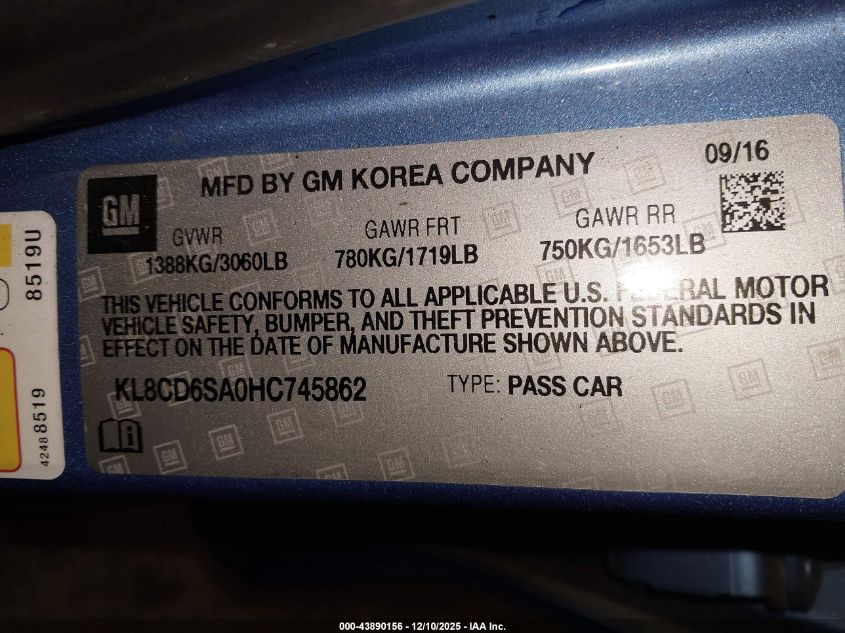 09/16
MFD BY GM KOREA COMPANY
GM
GVWR GAWR FRT GAWR RR
1388KG/3060LB 780KG/1719LB 750KG/1653LB
THIS VEHICLE CONFORMS TO ALL APPLICABLE U.S. FEDERAL MOTOR
VEHICLE SAFETY, BUMPER, AND THEFT PREVENTION STANDARDS IN
EFFECT ON THE DATE OF MANUFACTURE SHOWN ABOVE.
KL8CD6SA0HC745862 TYPE: PASS CAR
8519U
4248 8519
000-43890156 - 12/10/2025 - IAA Inc.